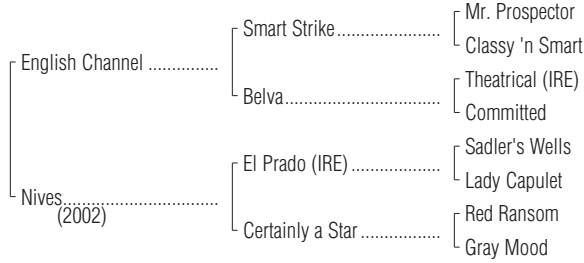 Mr. Prospector
Smart Strike..................
Classy 'n Smart
English Channel ...............
Theatrical (IRE)
Belva...........................
Committed
Sadler's Wells
El Prado (IRE) ...............
Lady Capulet
Nives...........................
(2002)
Red Ransom
Certainly a Star ..............
Gray Mood